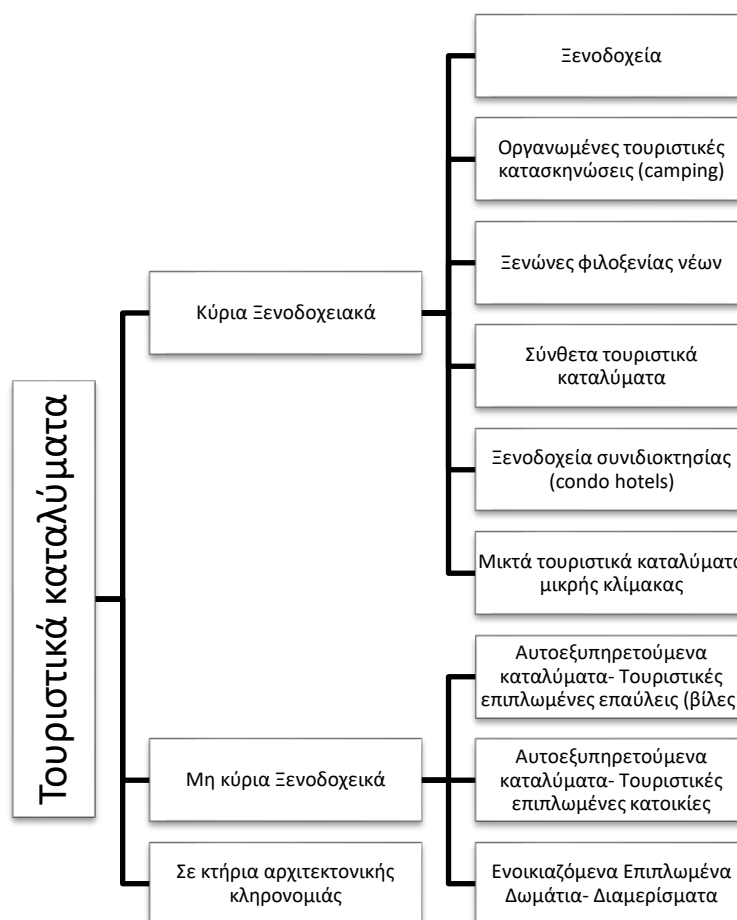 Τουριστικά καταλύματα
Κύρια Ξενοδοχειακά
Ξενοδοχεία
Οργανωμένες τουριστικές
κατασκηνώσεις (camping)
Ξενώνες φιλοξενίας νέων
Σύνθετα τουριστικά
καταλύματα
Ξενοδοχεία συνιδιοκτησίας
(condo hotels)
Μικτά τουριστικά καταλύματα
μικρής κλίμακας
Μη κύρια Ξενοδοχεικά
Αυτοεξυπηρετούμενα
καταλύματα- Τουριστικές
επιπλωμένες επαύλεις (βίλες)
Αυτοεξυπηρετούμενα
καταλύματα- Τουριστικές
επιπλωμένες κατοικίες
Ενοικιαζόμενα Επιπλωμένα
Δωμάτια- Διαμερίσματα
Σε κτήρια αρχιτεκτονικής
κληρονομιάς